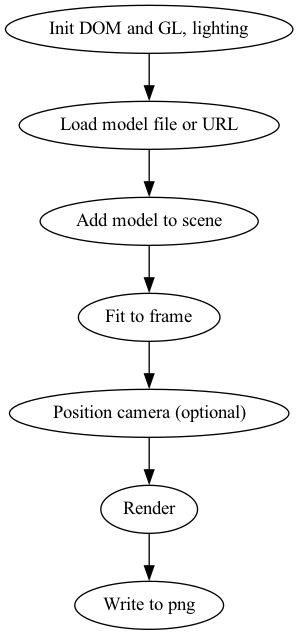 Init DOM and GL, lighting
Load model file or URL
Add model to scene
Fit to frame
Position camera (optional)
Render
Write to png